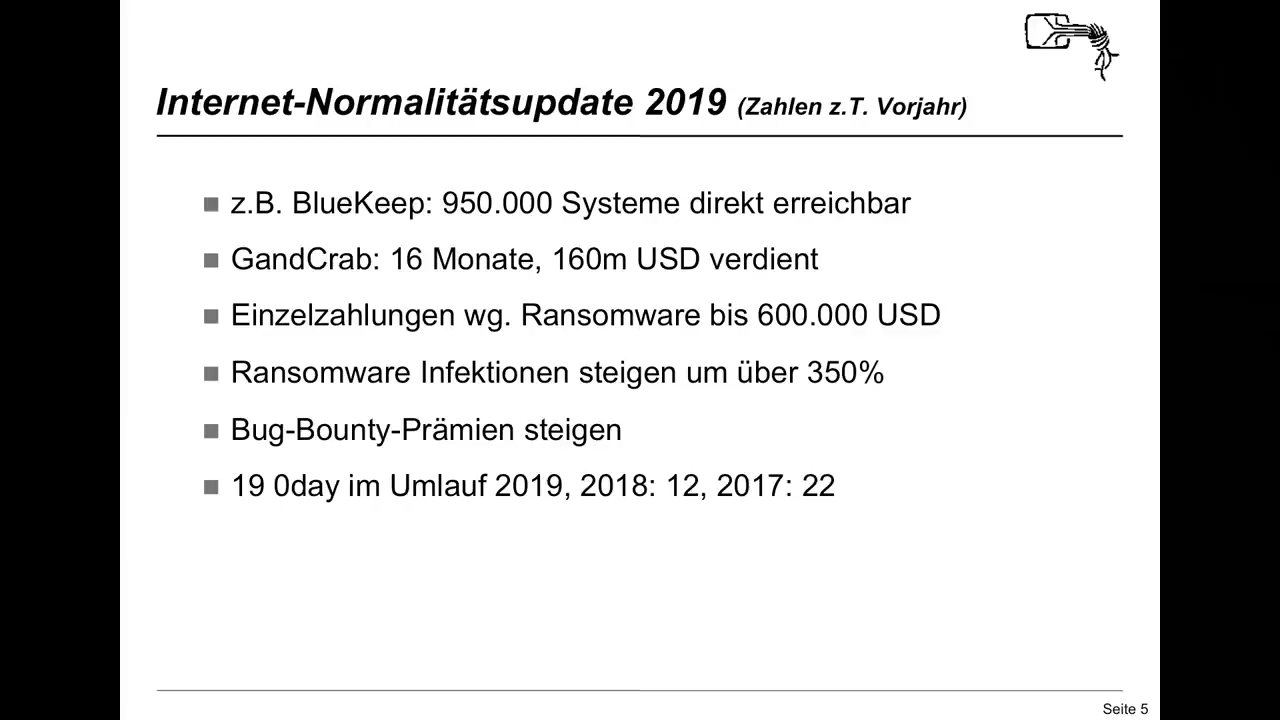 Internet-Normalitätsupdate 2019 (Zahlen z.T. Vorjahr)
z.B. BlueKeep: 950.000 Systeme direkt erreichbar
GandCrab: 16 Monate, 160m USD verdient
Einzelzahlungen wg. Ransomware bis 600.000 USD
Ransomware Infektionen steigen um über 350%
Bug-Bounty-Prämien steigen
19 0day im Umlauf 2019, 2018: 12, 2017: 22
Seite 5